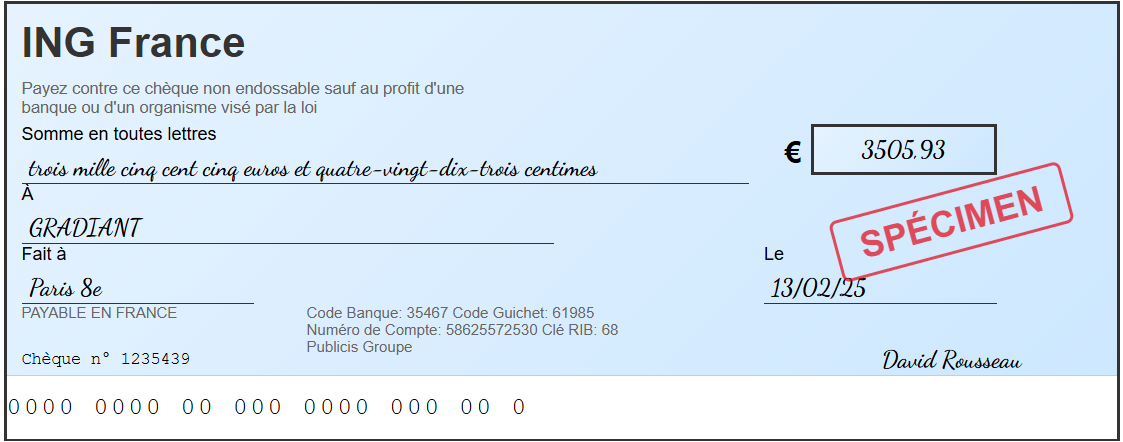 ING France
Payez contre ce chèque non endossable sauf au profit d'une
banque ou d'un organisme visé par la loi
Somme en toutes lettres
trois mille cinq cent cinq euros et quatre-vingt-dix-trois centimes
€ 3505.93
À
GRADIANT
SPÉCIMEN
Fait à
Le
Paris 8e
13/02/25
PAYABLE EN FRANCE
Code Banque: 35467 Code Guichet: 61985
Numéro de Compte: 58625572530 Clé RIB: 68
Publicis Groupe
Chèque n° 1235439
David Rousseau
0000 0000 00 000 0000 000 00 0